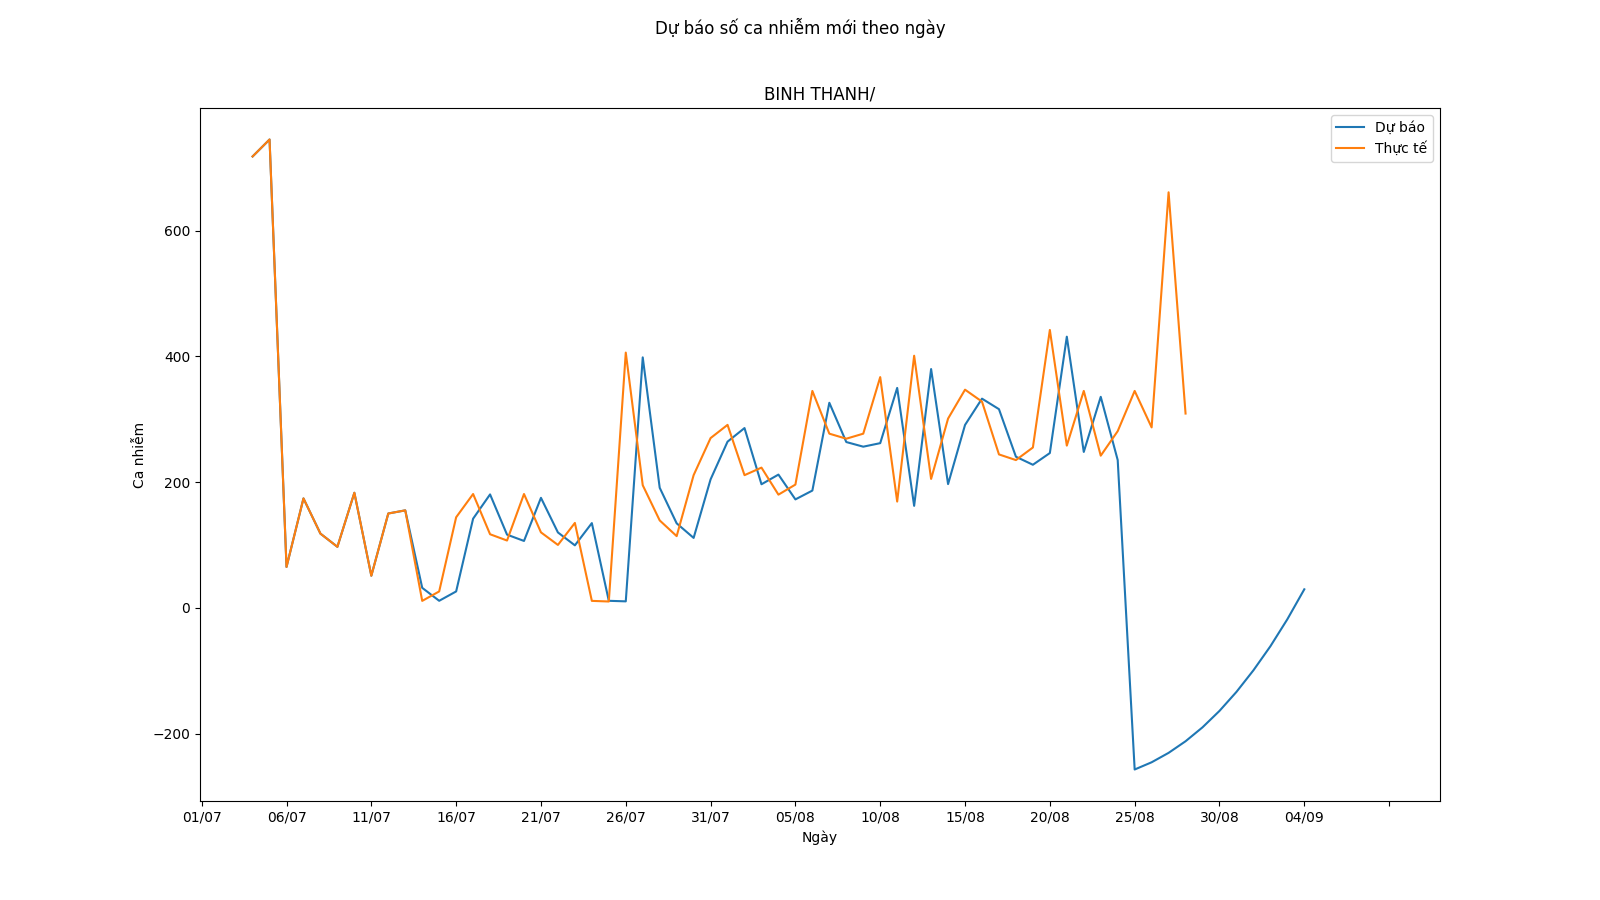 Dự báo số ca nhiễm mới theo ngày
BINH THANH/
Dự báo
Thực tế
Ca nhiễm
600
400
200
0
−200
01/07 06/07 11/07 16/07 21/07 26/07 31/07 05/08 10/08 15/08 20/08 25/08 30/08 04/09
Ngày